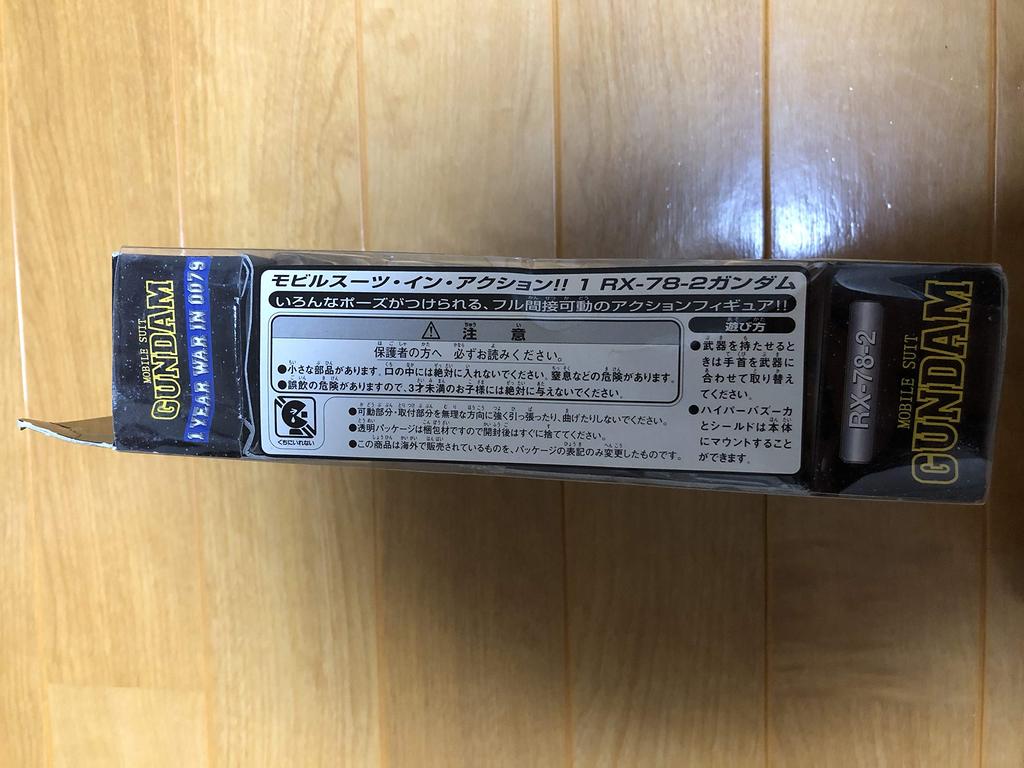 MOBILE SUIT
GUNDAM
1 YEAR WAR IN 0079
モビルスーツ・イン・アクション!! 1 RX-78-2ガンダム
いろんなポーズがつけられる、フル間接可動のアクションフィギュア!!
注意
保護者の方へ 必ずお読みください。
●小さな部品があります。口の中には絶対に入れないでください。窒息などの危険があります。
●誤飲の危険がありますので、3才未満のお子様には絶対に与えないでください。
くちにいれない
●可動部分・取付部分を無理な方向に強く引っ張ったり、曲げたりしないでください。
●透明パッケージは梱包材ですので開封後はすぐに捨ててください。
●この商品は海外で販売されているものを、パッケージの表記のみ変更したものです。
遊び方
●武器を持たせると
きは手首を武器に
合わせて取り替え
てください。
●ハイパーバズーカ
とシールドは本体
にマウントすること
ができます。
RX-78-2
MOBILE SUIT
GUNDAM